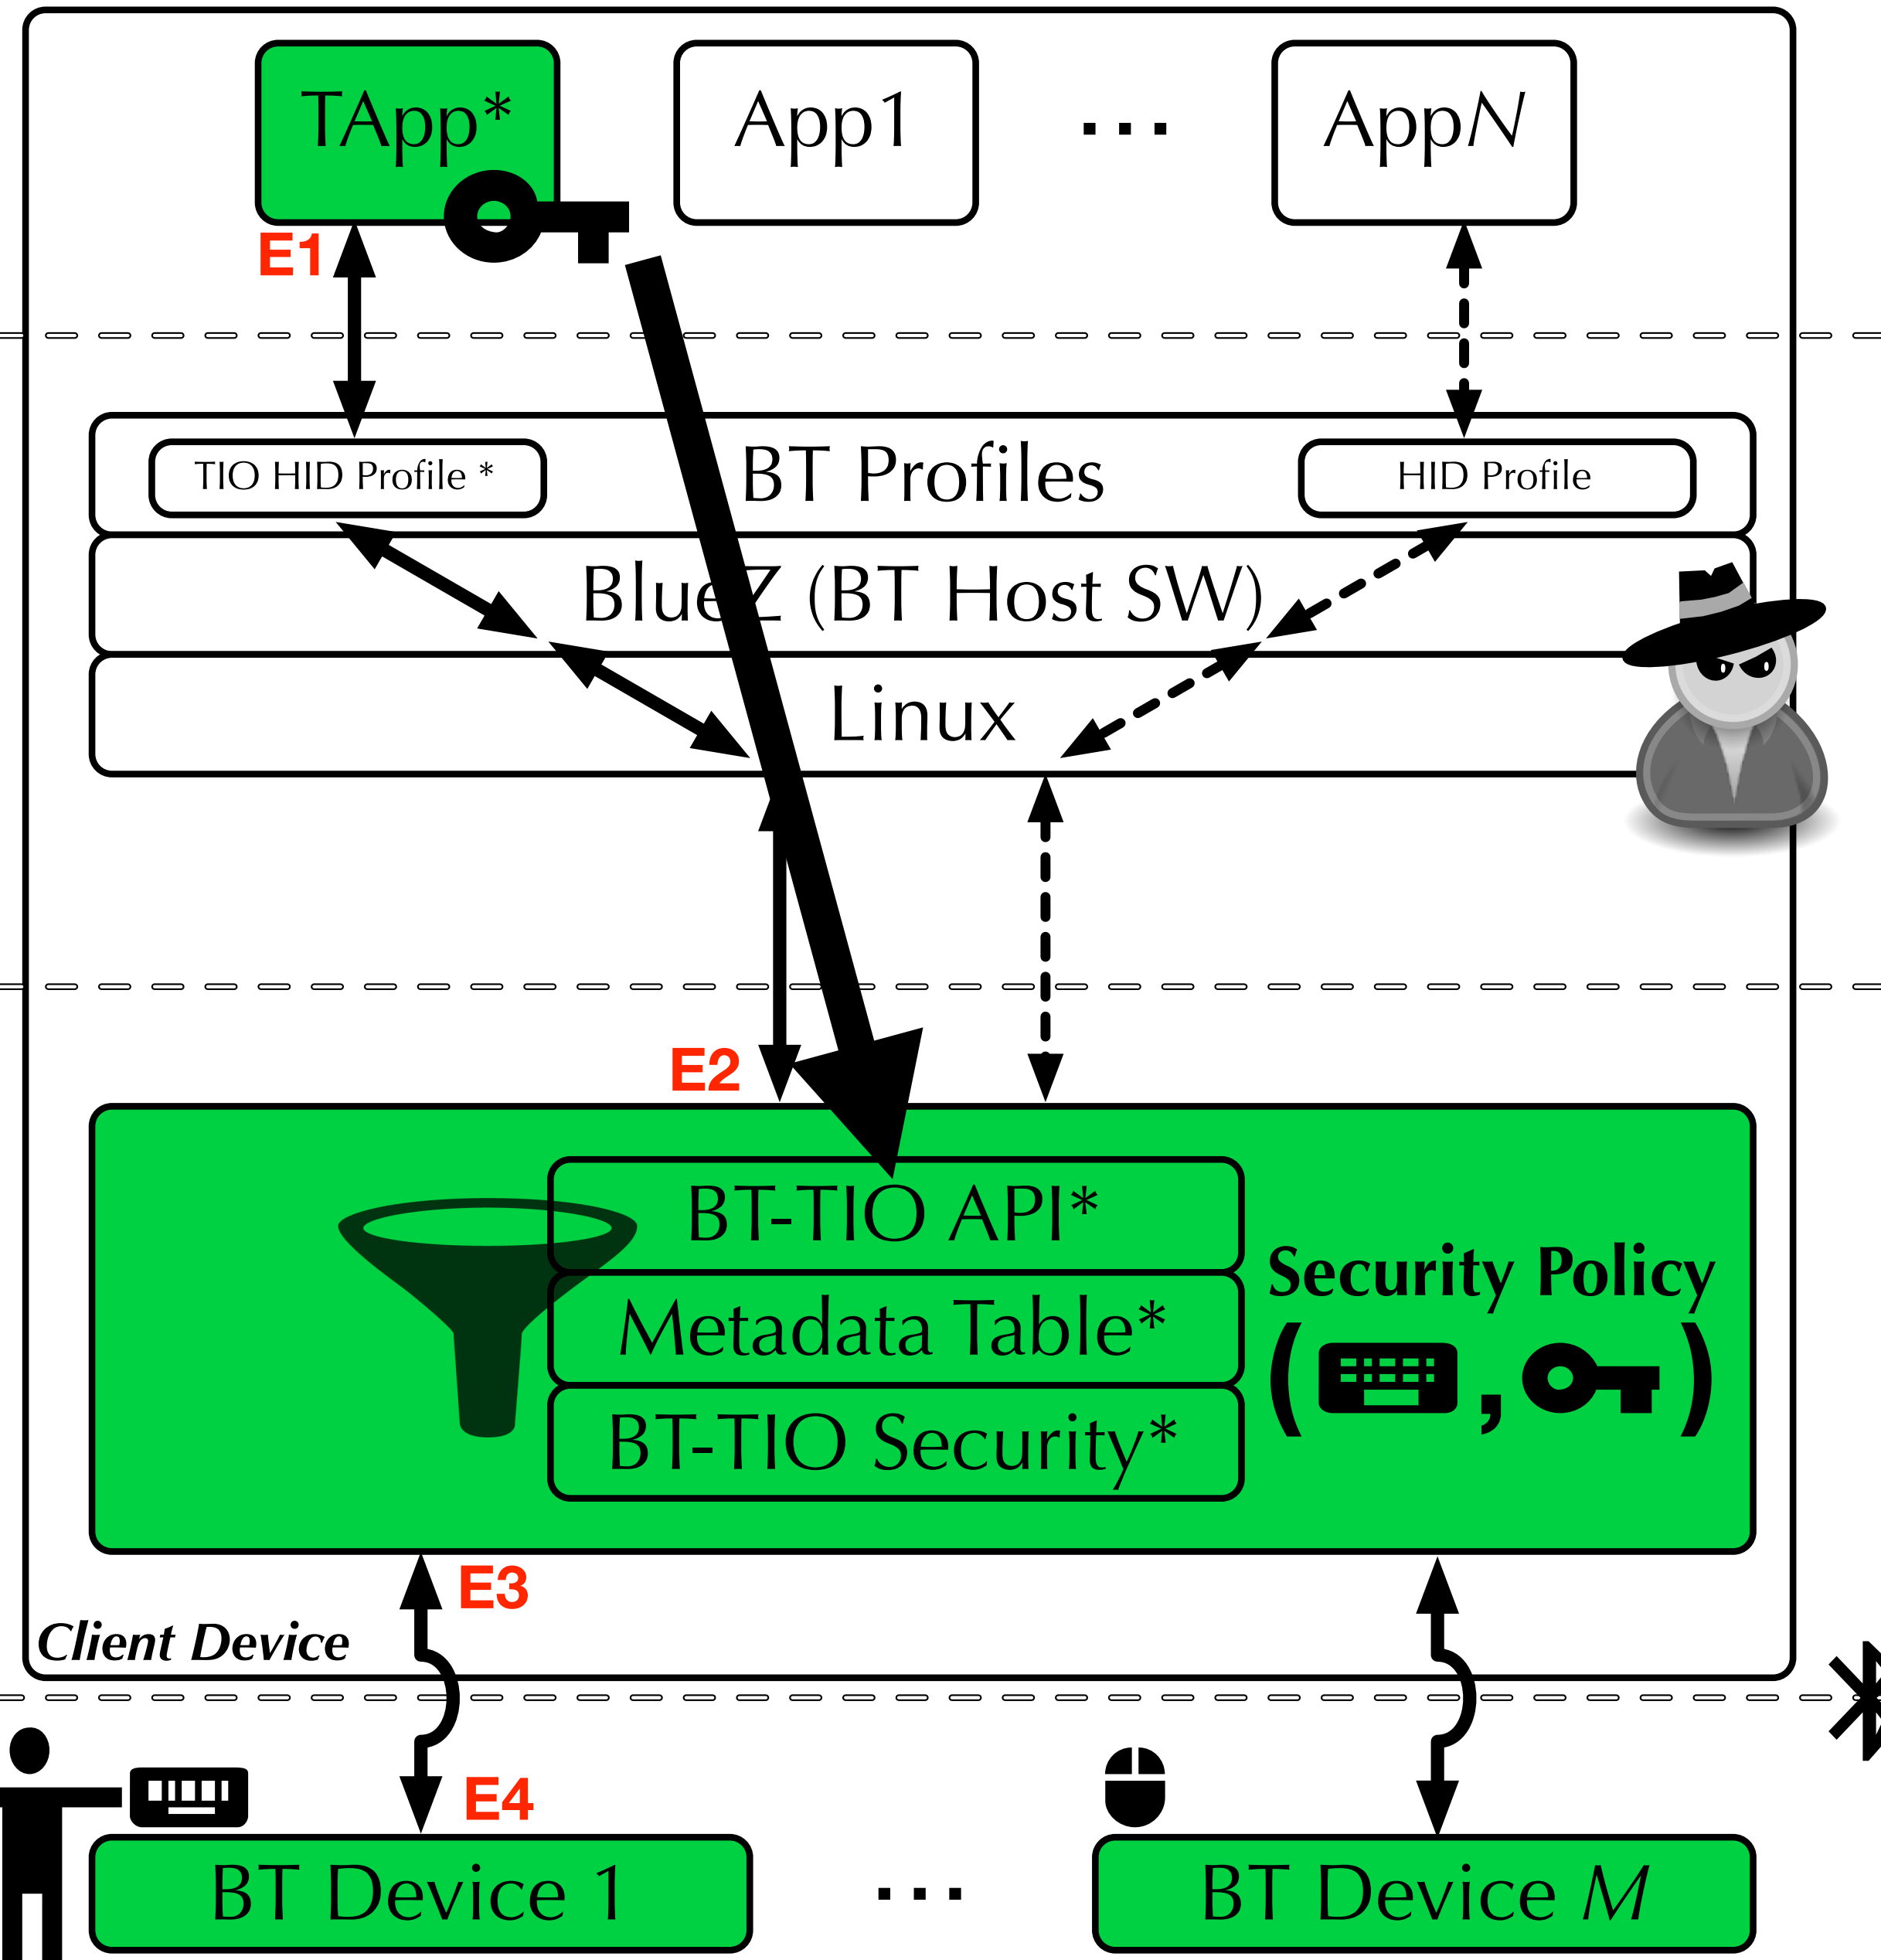 TApp*
App1
...
AppN
E1
TIO HID Profile *
BT Profiles
HID Profile
BlueZ (BT Host SW)
Linux
E2
BT-TIO API*
Metadata Table*
BT-TIO Security*
Security Policy
( , )
E3
Client Device
E4
BT Device 1
...
BT Device M